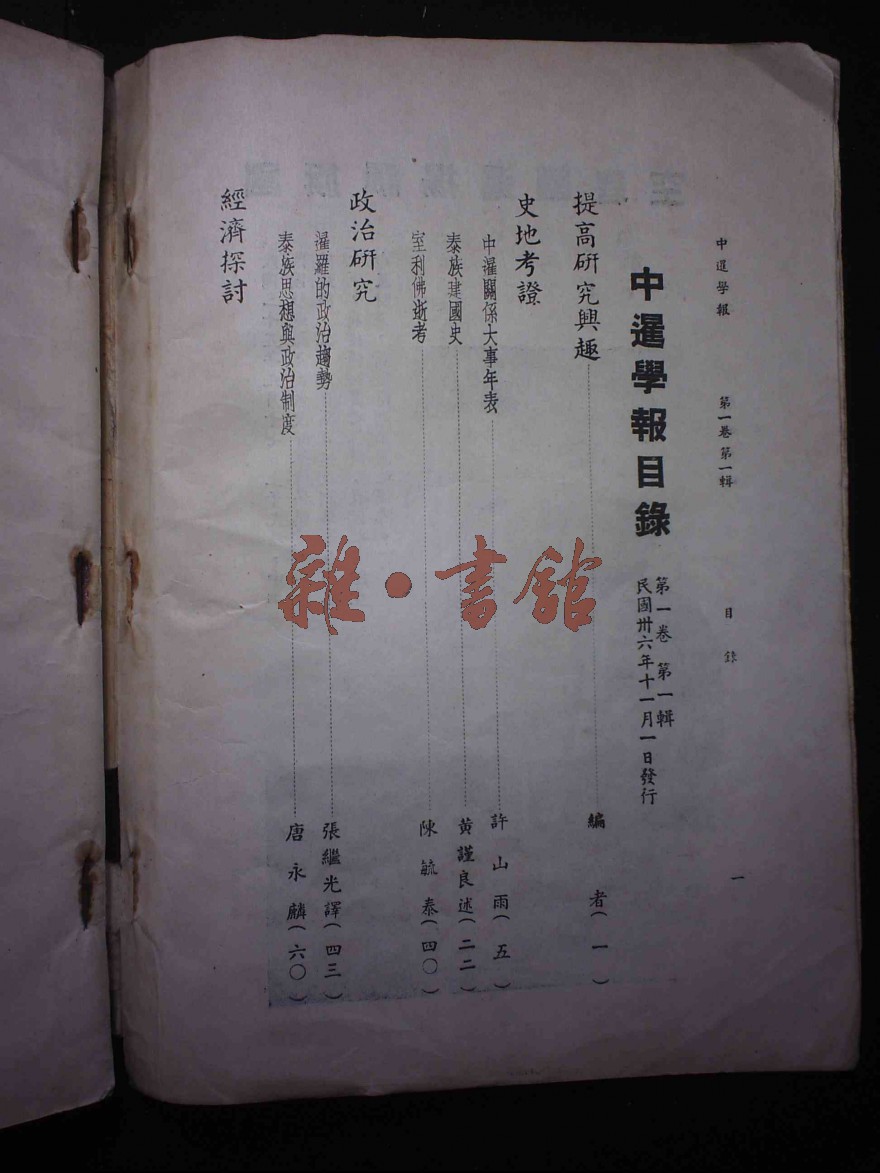 中暹學報 第一卷第一輯 目錄 一
中暹學報目錄 第一卷 第一輯
民國卅六年十一月一日發行
提高研究興趣 編者(一)
史地考證
中暹關係大事年表 許山雨(五)
泰族建國史 黃謹良述(二二)
室利佛逝考 陳毓泰(四〇)
政治研究
暹羅的政治趨勢 張繼光譯(四三)
泰族思想與政治制度 唐永麟(六〇)
經濟探討
雜·書館